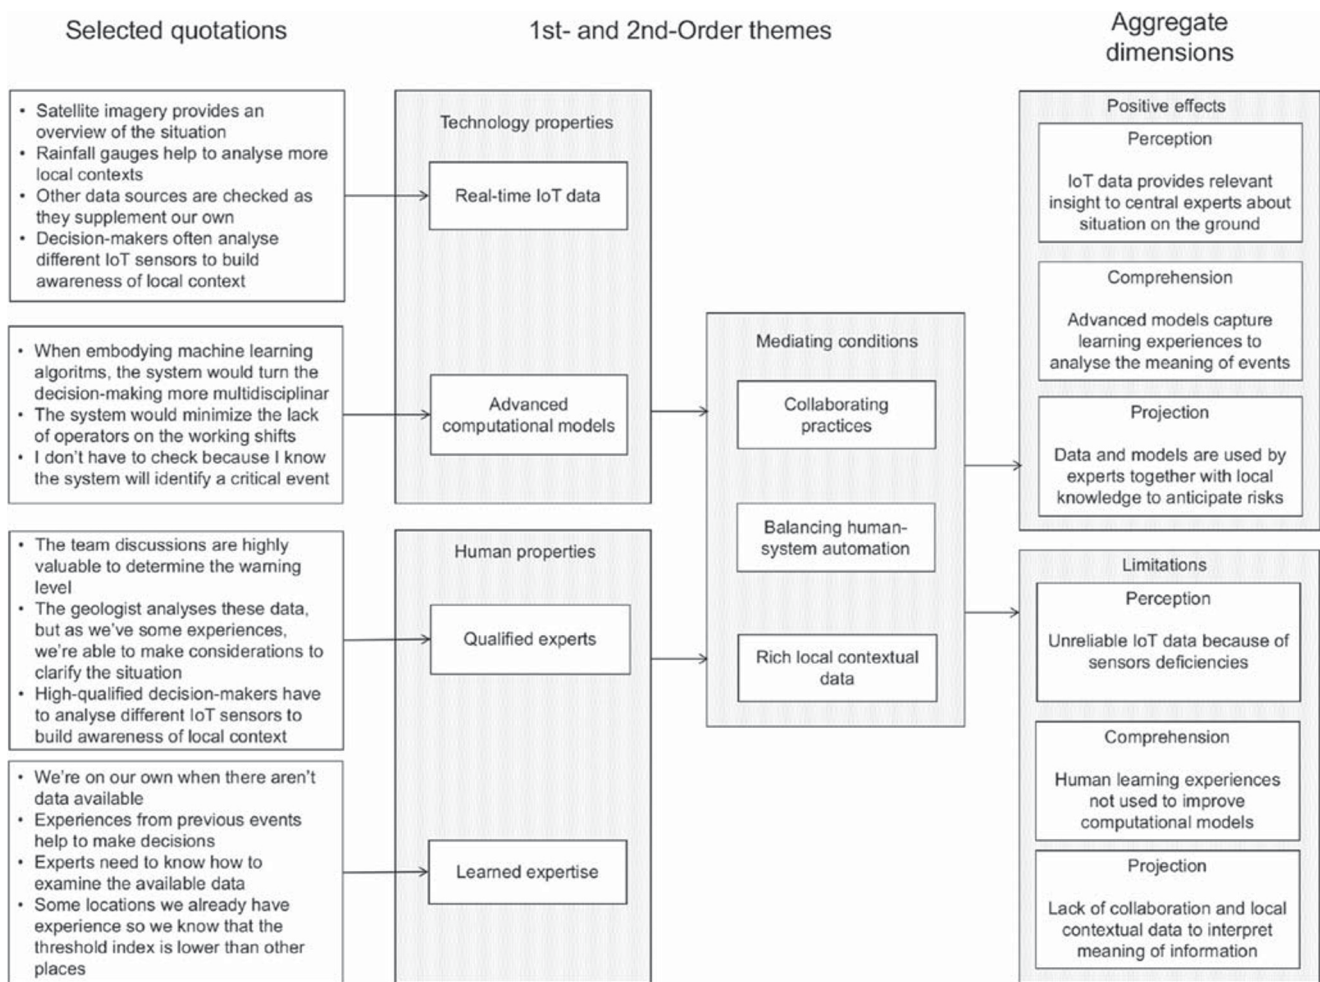 Selected quotations
1st- and 2nd-Order themes
Aggregate
dimensions
• Satellite imagery provides an
overview of the situation
• Rainfall gauges help to analyse more
local contexts
• Other data sources are checked as
they supplement our own
• Decision-makers often analyse
different IoT sensors to build
awareness of local context
• When embodying machine learning
algoritms, the system would turn the
decision-making more multidisciplinar
• The system would minimize the lack
of operators on the working shifts
• I don't have to check because I know
the system will identify a critical event
• The team discussions are highly
valuable to determine the warning
level
• The geologist analyses these data,
but as we've some experiences,
we're able to make considerations to
clarify the situation
• High-qualified decision-makers have
to analyse different IoT sensors to
build awareness of local context
• We're on our own when there aren't
data available
• Experiences from previous events
help to make decisions
• Experts need to know how to
examine the available data
• Some locations we already have
experience so we know that the
threshold index is lower than other
places
Technology properties
Real-time IoT data
Advanced
computational models
Human properties
Qualified experts
Learned expertise
Mediating conditions
Collaborating
practices
Balancing human-
system automation
Rich local contextual
data
Positive effects
Perception
IoT data provides relevant
insight to central experts about
situation on the ground
Comprehension
Advanced models capture
learning experiences to
analyse the meaning of events
Projection
Data and models are used by
experts together with local
knowledge to anticipate risks
Limitations
Perception
Unreliable IoT data because of
sensors deficiencies
Comprehension
Human learning experiences
not used to improve
computational models
Projection
Lack of collaboration and local
contextual data to interpret
meaning of information